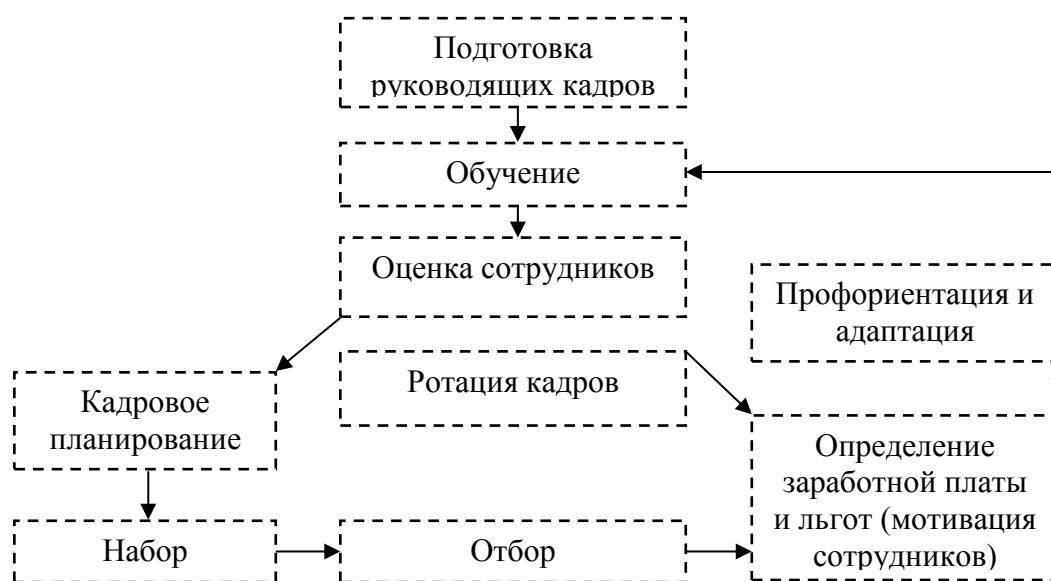 Подготовка
руководящих кадров
Обучение
Оценка сотрудников
Профориентация и
адаптация
Ротация кадров
Кадровое
планирование
Определение
заработной платы
и льгот (мотивация
сотрудников)
Набор
Отбор